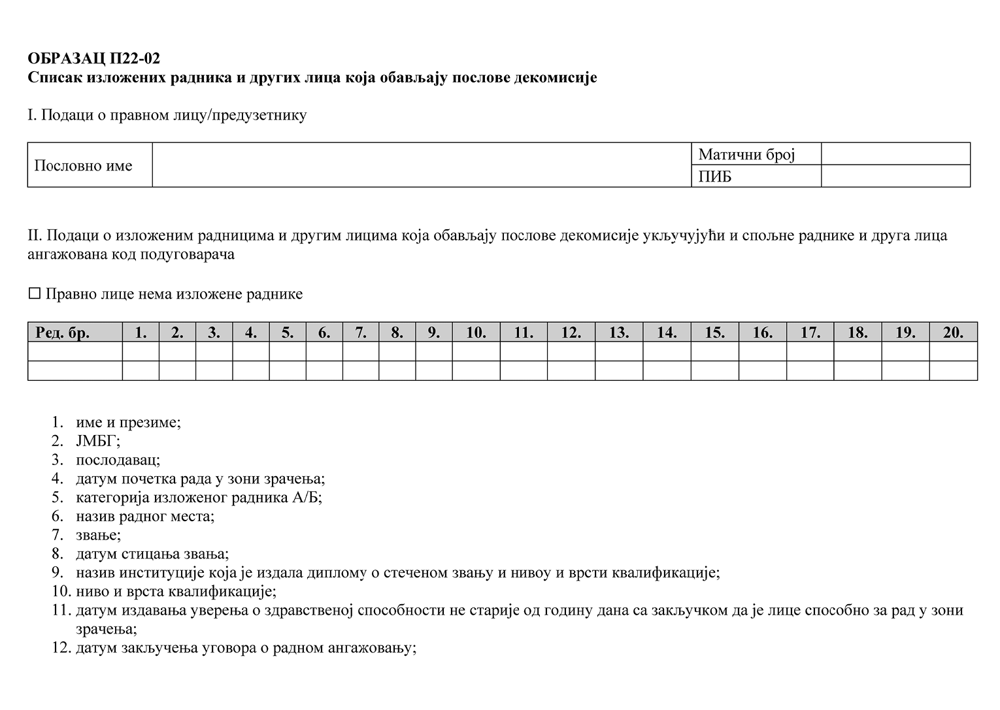 ОБРАЗАЦ П22-02
Списак изложених радника и других лица која обављају послове декомисије
I. Подаци о правном лицу/предузетнику
Пословно име
Матични број
ПИБ
II. Подаци о изложеним радницима и другим лицима која обављају послове декомисије укључујући и спољне раднике и друга лица
ангажована код подуговарача
☐ Правно лице нема изложене раднике
Ред. бр. 1. 2. 3. 4. 5. 6. 7. 8. 9. 10. 11. 12. 13. 14. 15. 16. 17. 18. 19. 20.
1. име и презиме;
2. ЈМБГ;
3. послодавац;
4. датум почетка рада у зони зрачења;
5. категорија изложеног радника А/Б;
6. назив радног места;
7. звање;
8. датум стицања звања;
9. назив институције која је издала диплому о стеченом звању и нивоу и врсти квалификације;
10. ниво и врста квалификације;
11. датум издавања уверења о здравственој способности не старије од годину дана са закључком да је лице способно за рад у зони
зрачења;
12. датум закључења уговора о радном ангажовању;